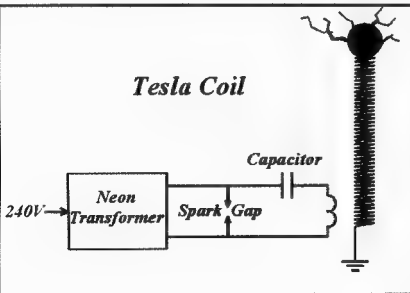 Tesla Coil
Capacitor
240V
Neon
Transformer
Spark Gap